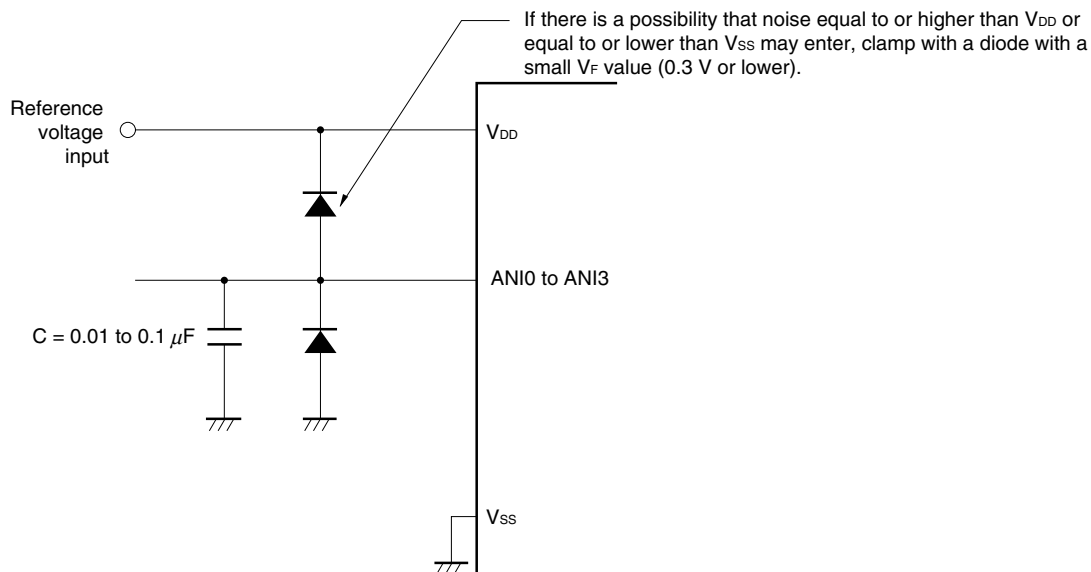 If there is a possibility that noise equal to or higher than VDD or
equal to or lower than VSS may enter, clamp with a diode with a
small VF value (0.3 V or lower).
Reference
voltage
input
VDD
ANI0 to ANI3
C = 0.01 to 0.1 μF
VSS